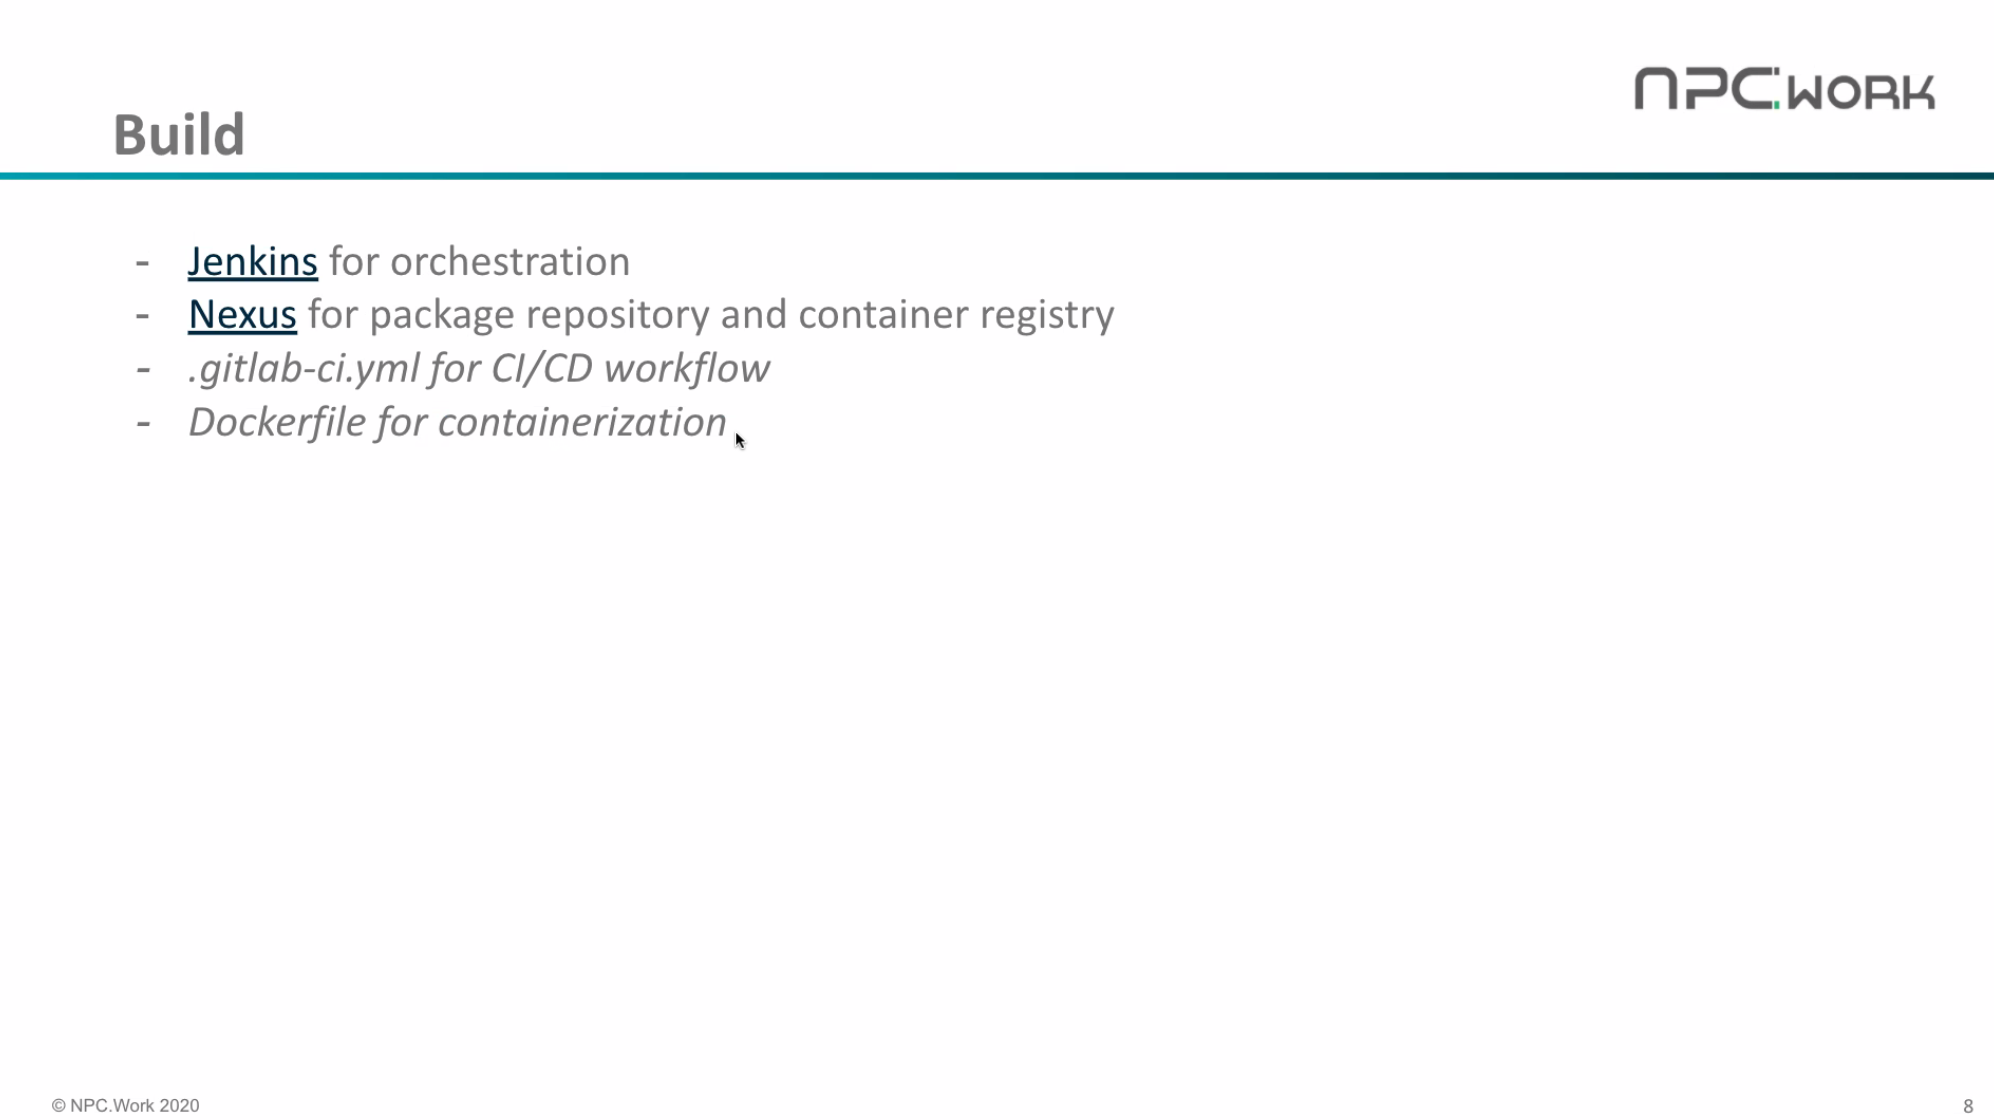 NPC:WORK
Build
- Jenkins for orchestration
- Nexus for package repository and container registry
- .gitlab-ci.yml for CI/CD workflow
- Dockerfile for containerization
© NPC.Work 2020
8